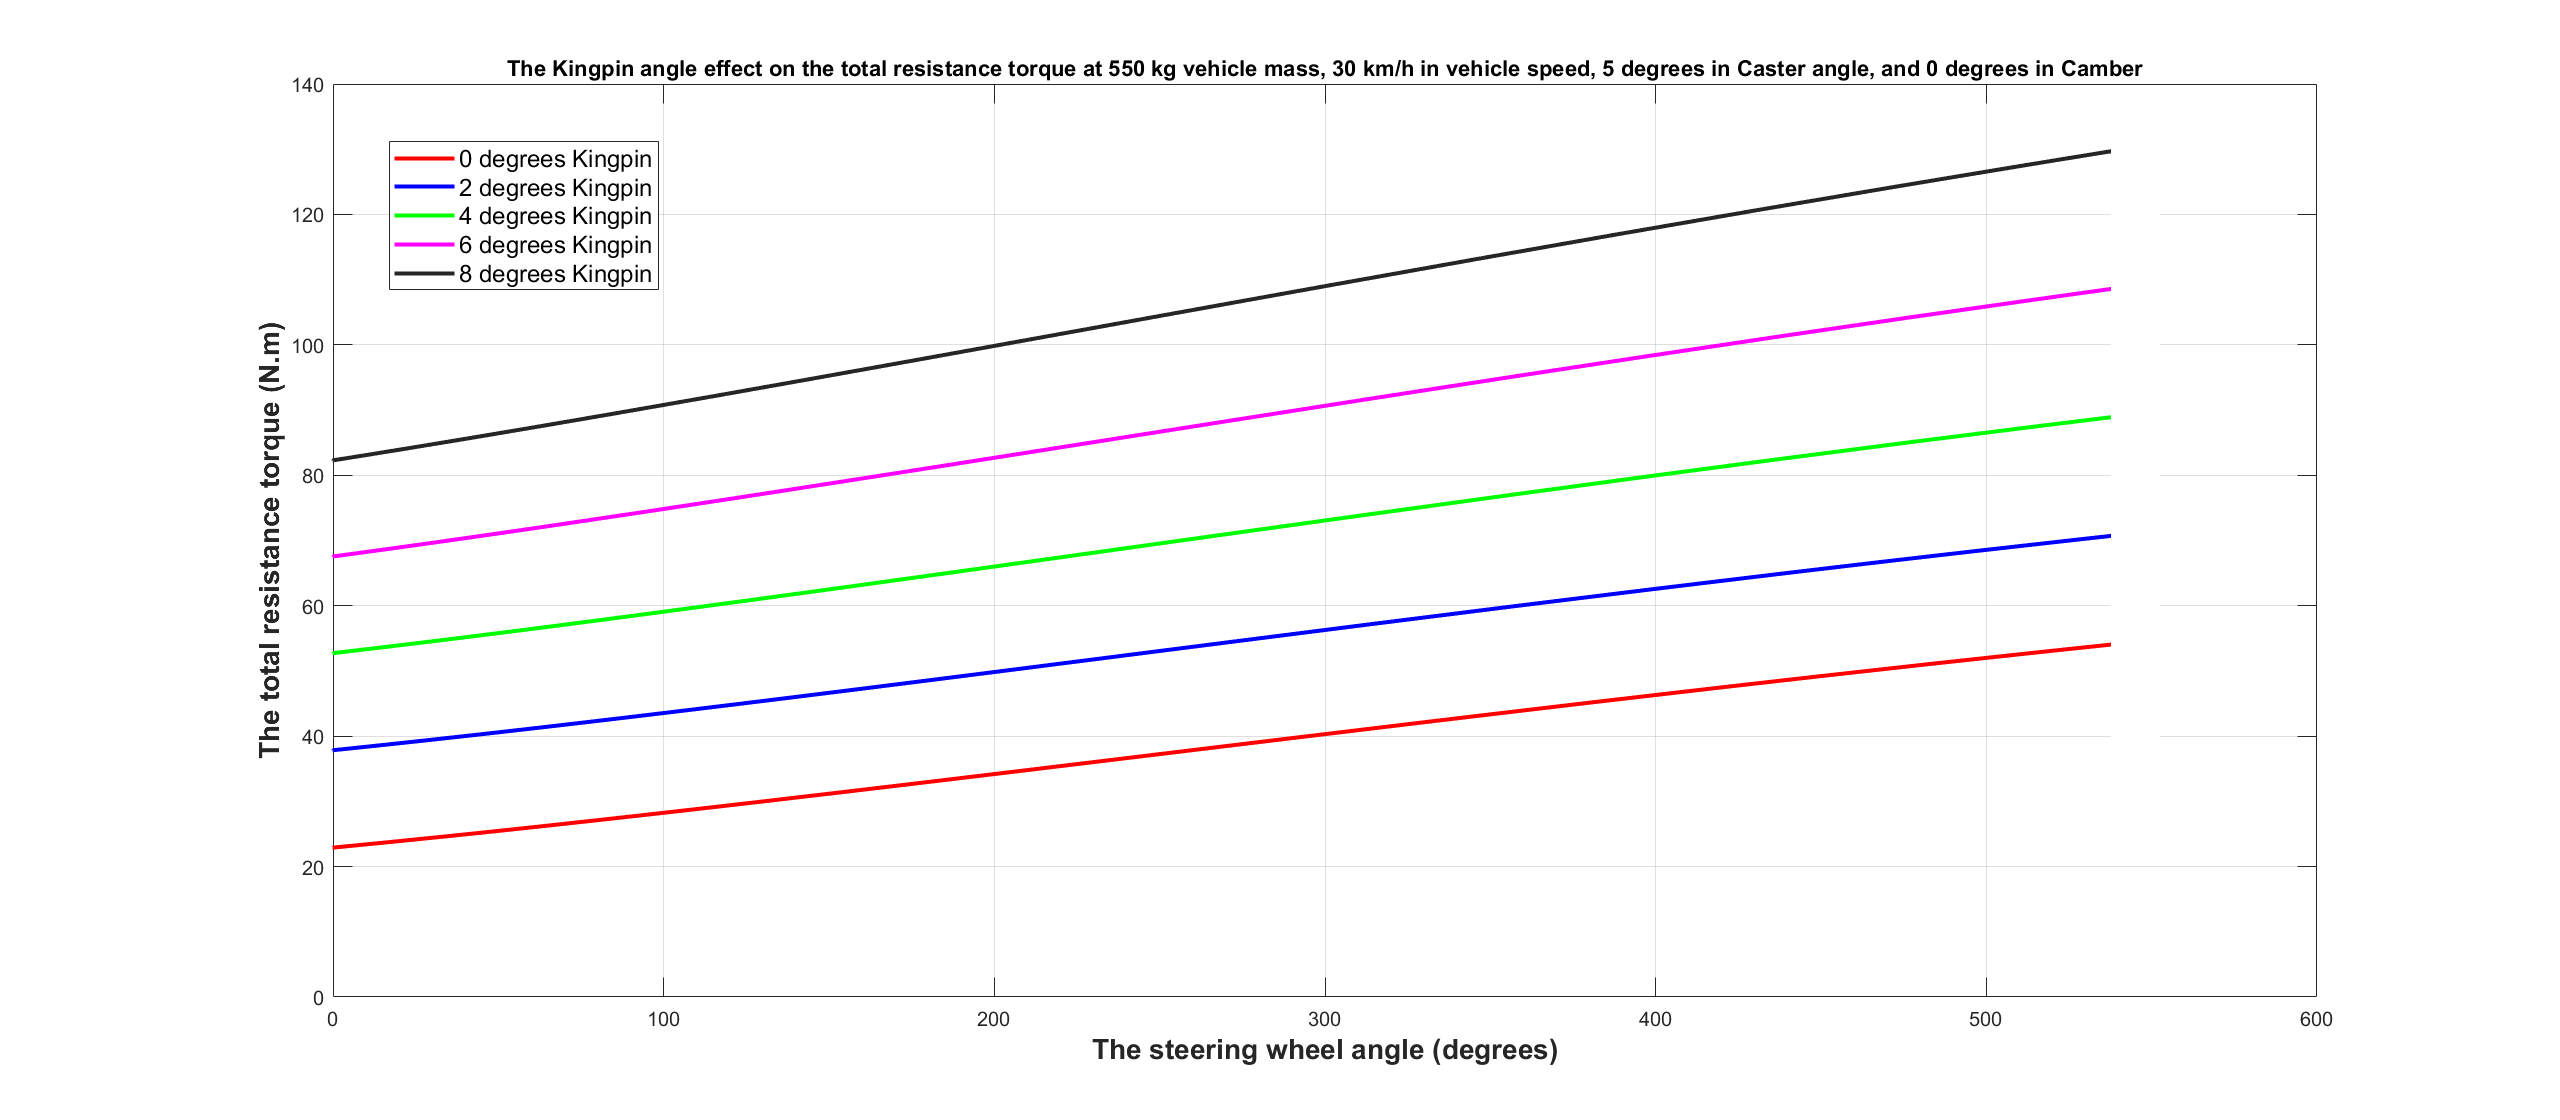 The Kingpin angle effect on the total resistance torque at 550 kg vehicle mass, 30 km/h in vehicle speed, 5 degrees in Caster angle, and 0 degrees in Camber
140
120
100
80
60
40
20
0
The total resistance torque (N.m)
0 degrees Kingpin
2 degrees Kingpin
4 degrees Kingpin
6 degrees Kingpin
8 degrees Kingpin
0 100 200 300 400 500 600
The steering wheel angle (degrees)